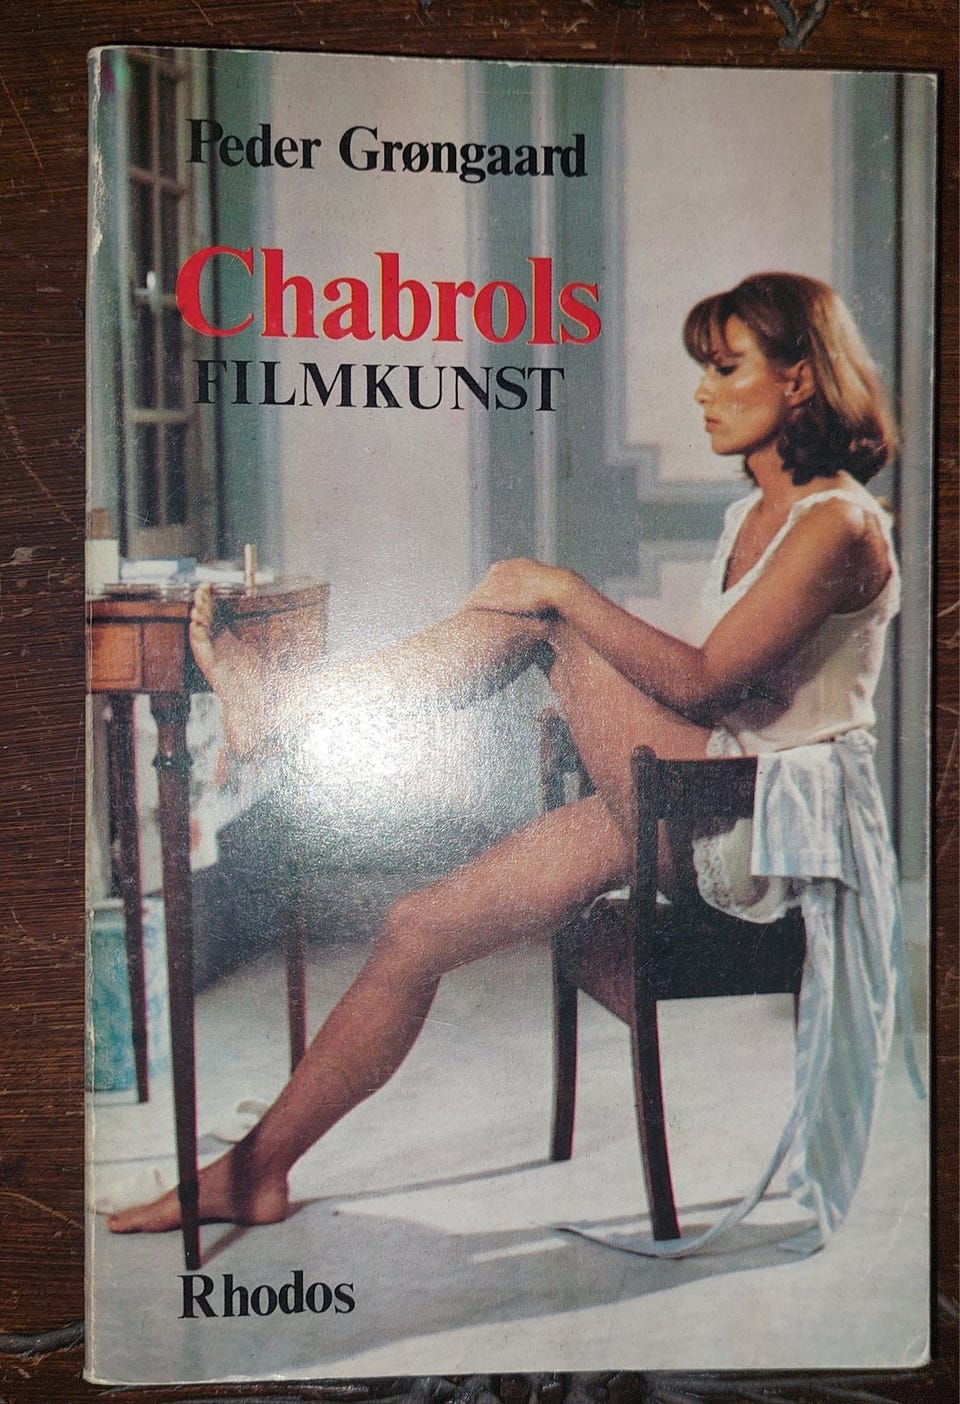 Peder Grøngaard
Chabrols
FILMKUNST
Rhodos